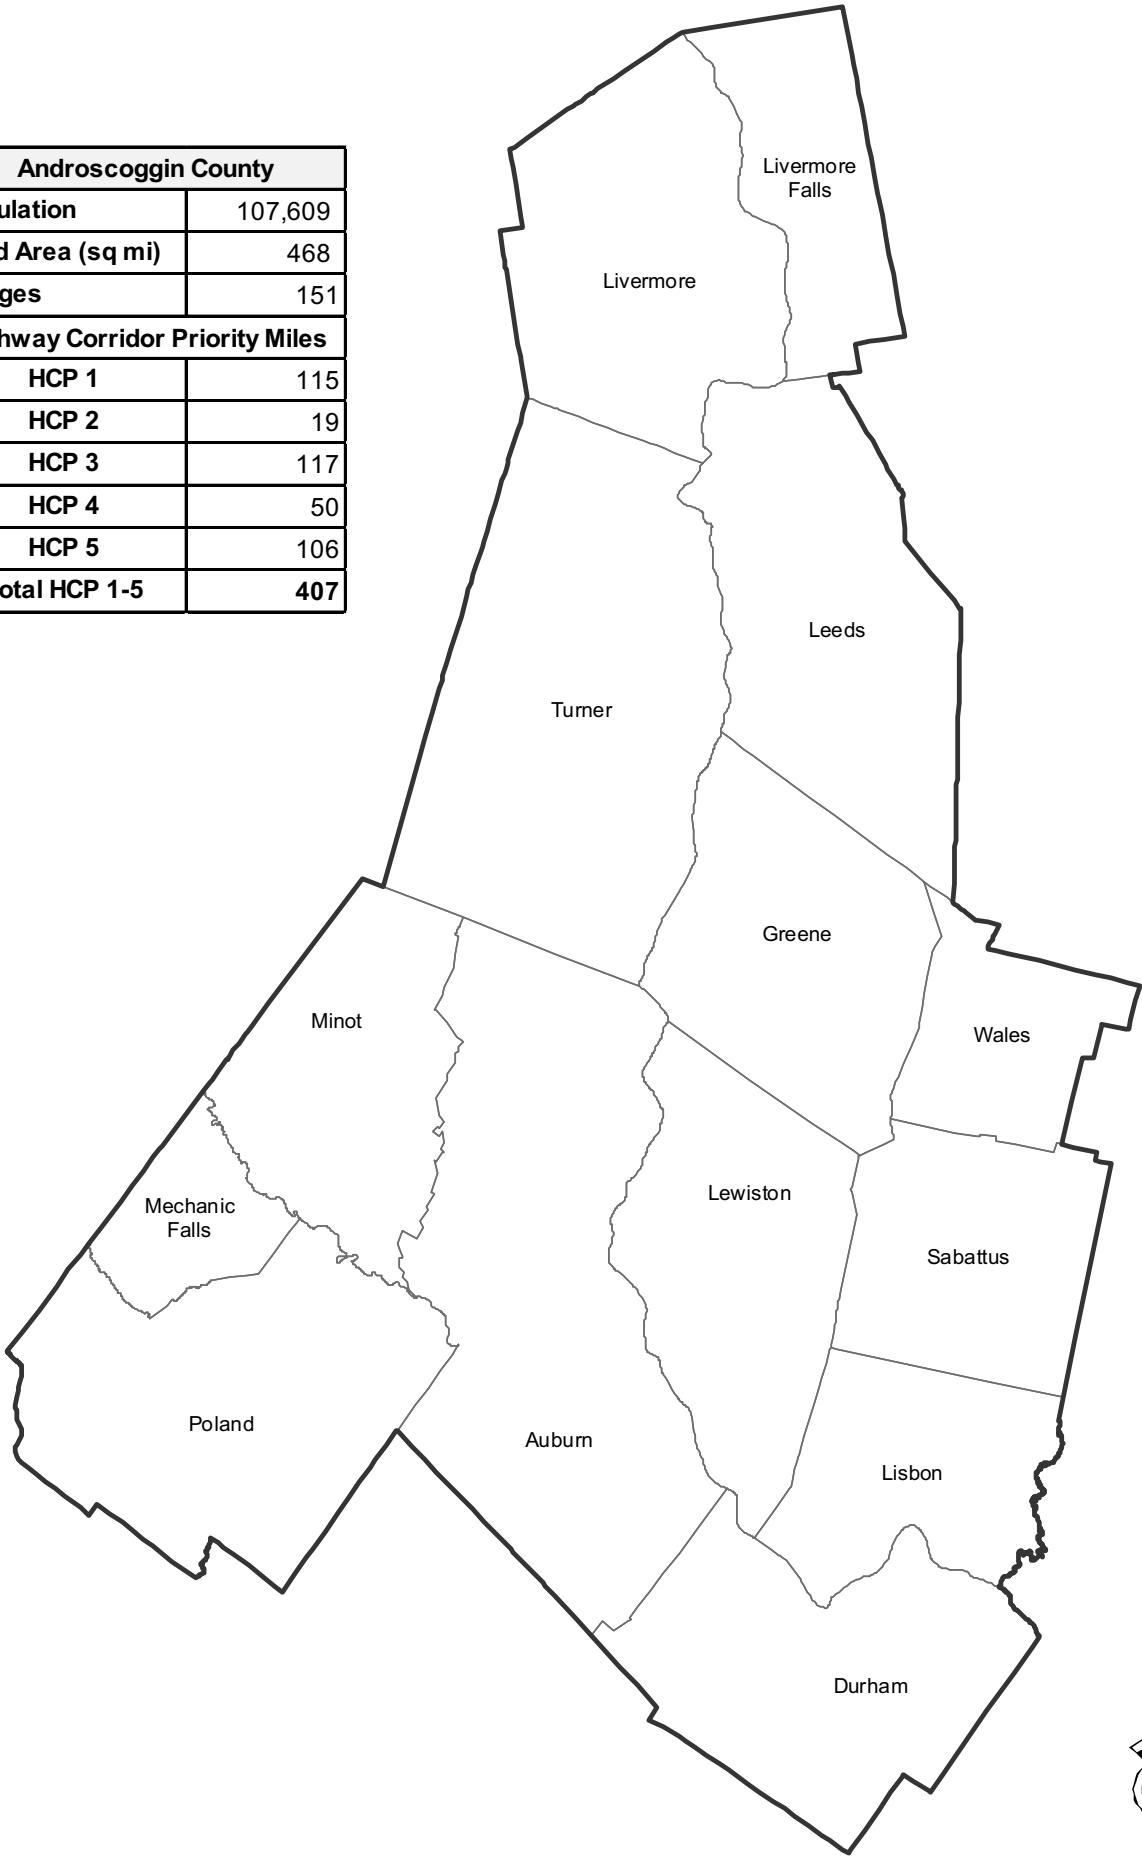 Androscoggin County
ulation 107,609
d Area (sq mi) 468
ges 151
hway Corridor Priority Miles
HCP 1 115
HCP 2 19
HCP 3 117
HCP 4 50
HCP 5 106
otal HCP 1-5 407
Livermore
Falls
Livermore
Leeds
Turner
Greene
Minot
Wales
Mechanic
Falls
Lewiston
Sabattus
Poland
Auburn
Lisbon
Durham